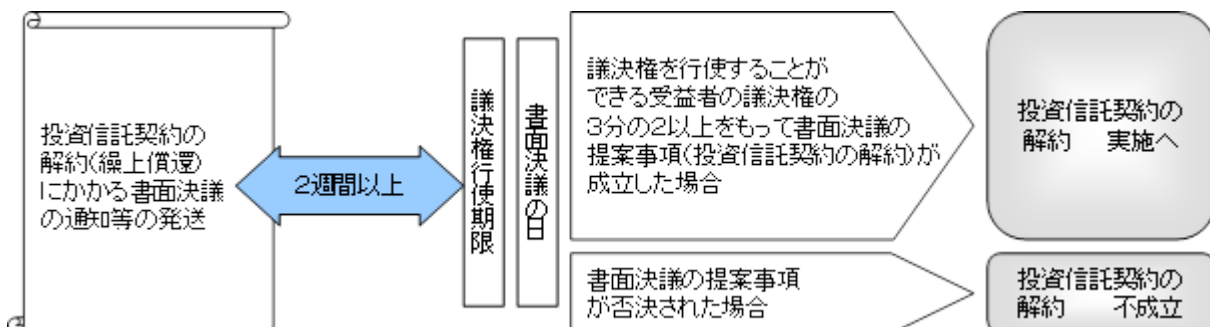 投資信託契約の
解約(繰上償還)
にかかる書面決議
の通知等の発送
2週間以上
議決権行使期限
書面決議の日
議決権を行使することが
できる受益者の議決権の
3分の2以上をもって書面決議の
提案事項(投資信託契約の解約)が
成立した場合
投資信託契約の
解約 実施へ
書面決議の提案事項
が否決された場合
投資信託契約の
解約 不成立